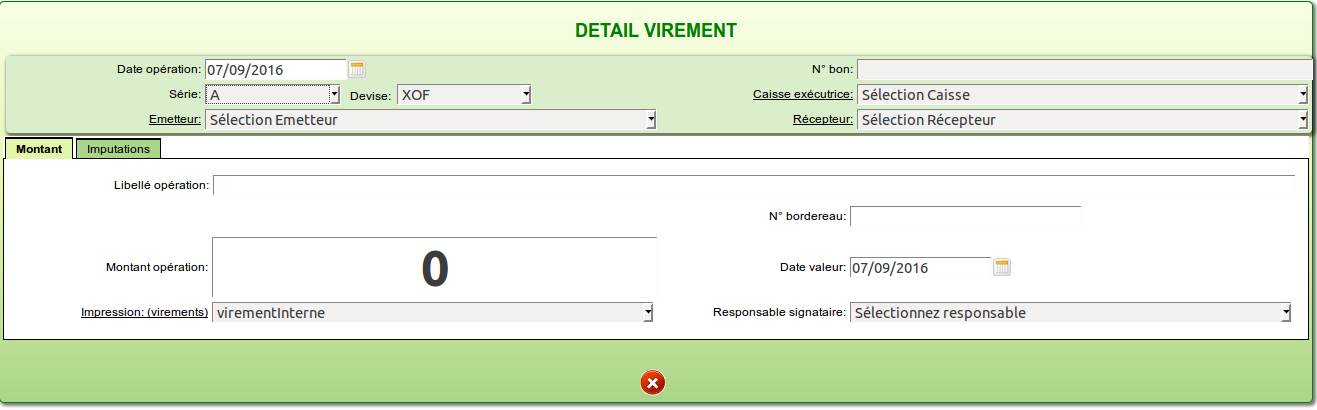 DETAIL VIREMENT
Date opération: 07/09/2016 N° bon:
Série: A Devise: XOF Caisse exécutrice: Sélection Caisse
Emetteur: Sélection Emetteur Récepteur: Sélection Récepteur
Montant Imputations
Libellé opération:
N° bordereau:
Montant opération: 0 Date valeur: 07/09/2016
Impression: (virements) virementInterne Responsable signataire: Sélectionnez responsable